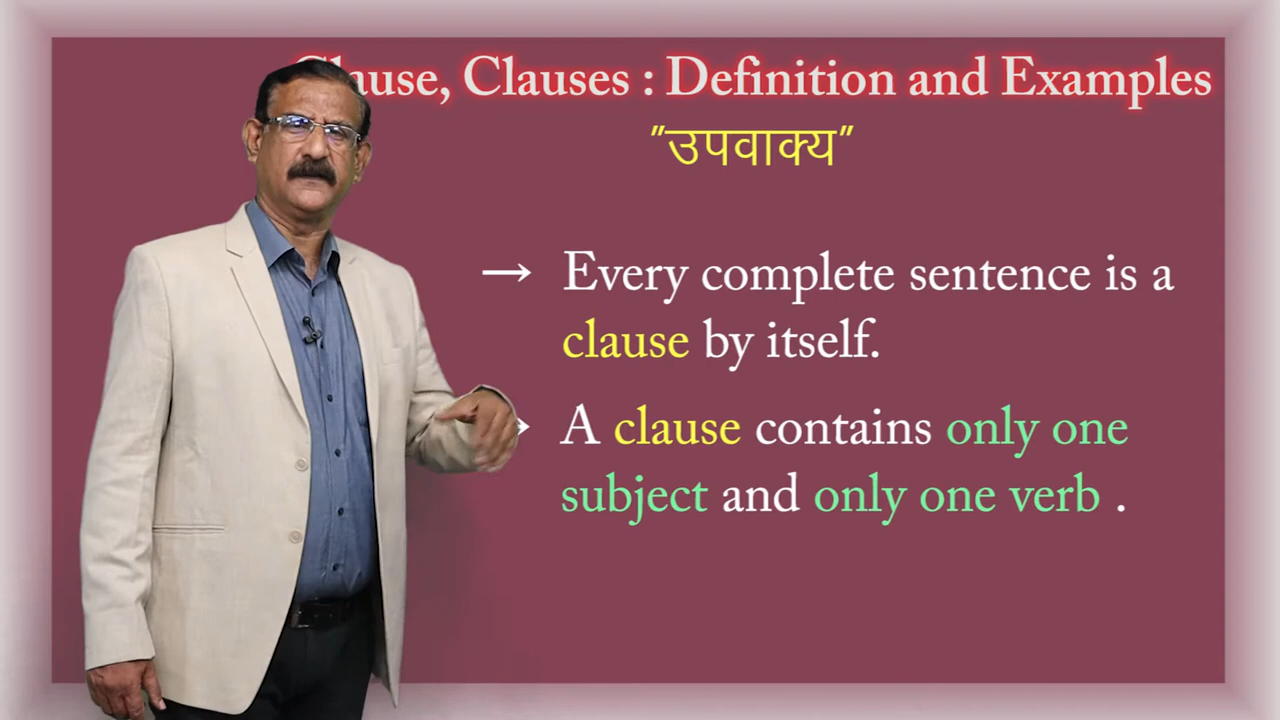 Clause, Clauses : Definition and Examples
"उपवाक्य"
→ Every complete sentence is a
clause by itself.
→ A clause contains only one
subject and only one verb .